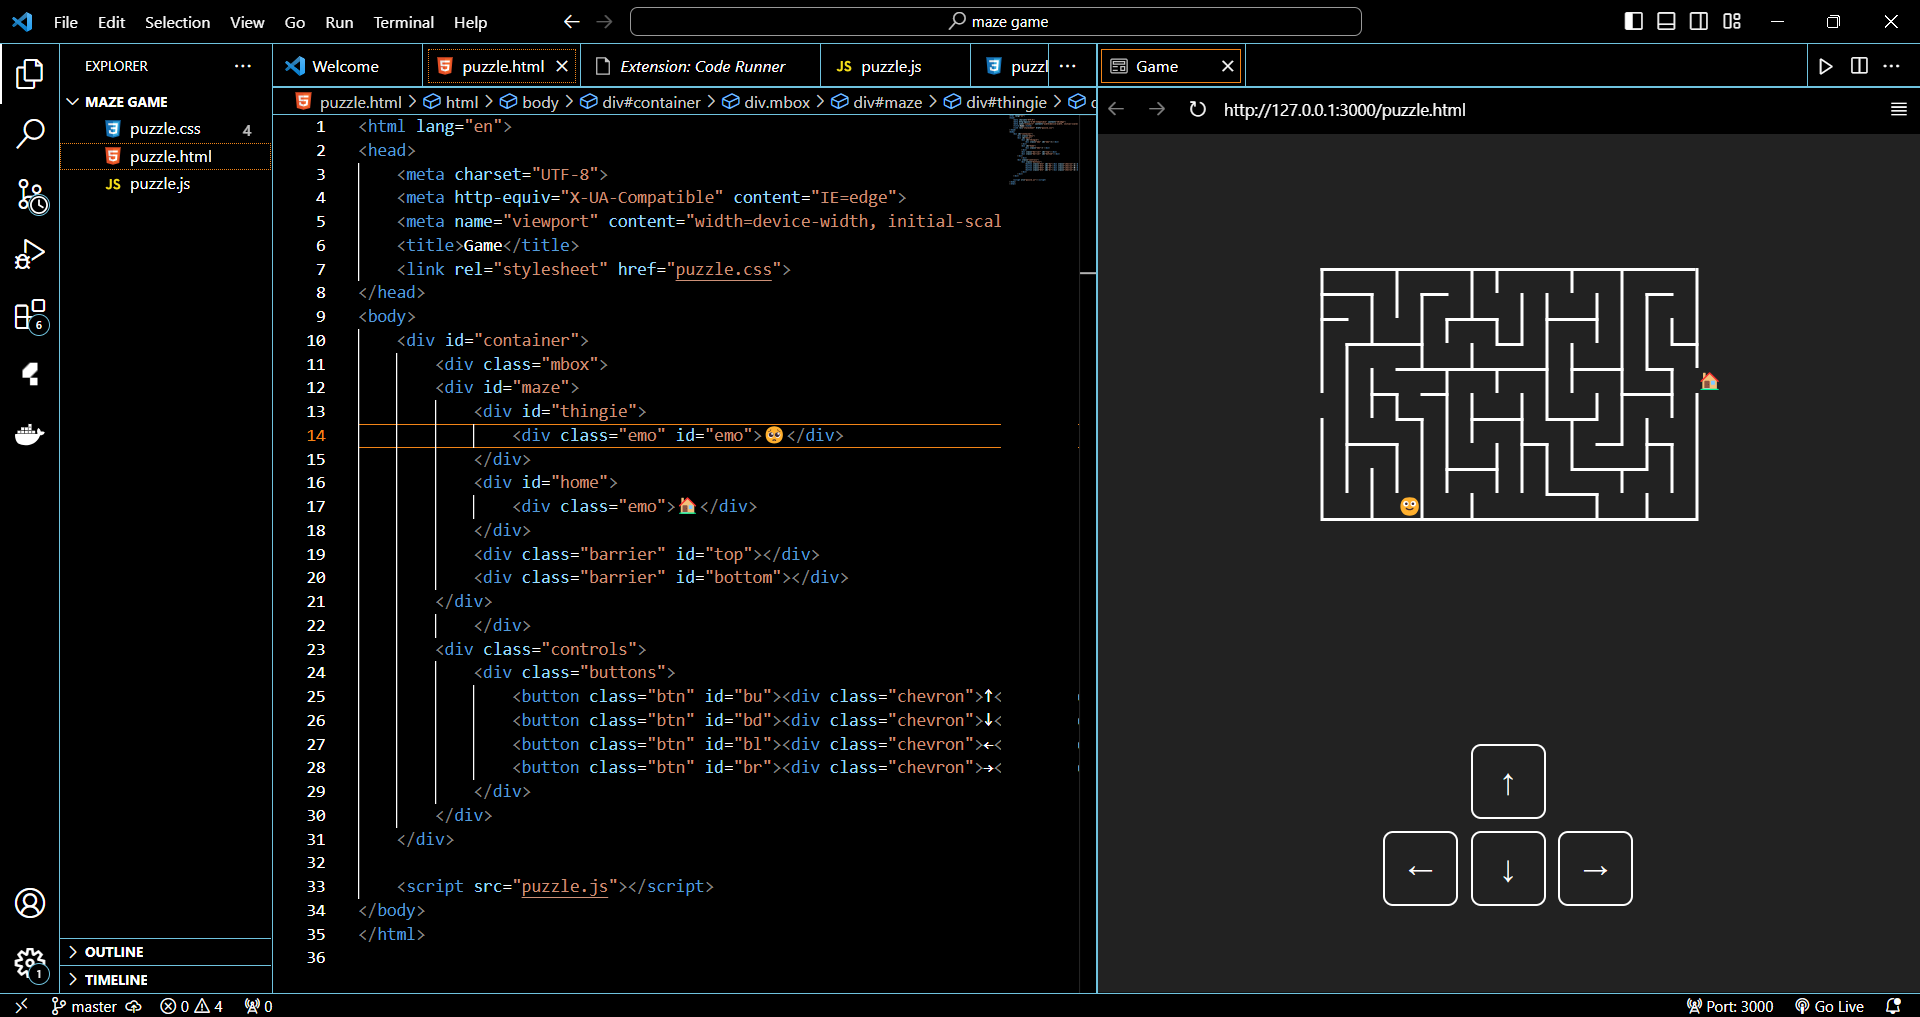 File Edit Selection View Go Run Terminal Help
maze game
EXPLORER
MAZE GAME
puzzle.css 4
puzzle.html
JS puzzle.js
OUTLINE
TIMELINE
6
1
Welcome
puzzle.html
Extension: Code Runner
JS puzzle.js
puzzl
puzzle.html > html > body > div#container > div.mbox > div#maze > div#thingie >
1 <html lang="en">
2 <head>
3 <meta charset="UTF-8">
4 <meta http-equiv="X-UA-Compatible" content="IE=edge">
5 <meta name="viewport" content="width=device-width, initial-scal
6 <title>Game</title>
7 <link rel="stylesheet" href="puzzle.css">
8 </head>
9 <body>
10 <div id="container">
11 <div class="mbox">
12 <div id="maze">
13 <div id="thingie">
14 <div class="emo" id="emo">🥺</div>
15 </div>
16 <div id="home">
17 <div class="emo">🏠</div>
18 </div>
19 <div class="barrier" id="top"></div>
20 <div class="barrier" id="bottom"></div>
21 </div>
22 </div>
23 <div class="controls">
24 <div class="buttons">
25 <button class="btn" id="bu"><div class="chevron">↑<
26 <button class="btn" id="bd"><div class="chevron">↓<
27 <button class="btn" id="bl"><div class="chevron">←<
28 <button class="btn" id="br"><div class="chevron">→<
29 </div>
30 </div>
31 </div>
32
33 <script src="puzzle.js"></script>
34 </body>
35 </html>
36
Game
http://127.0.0.1:3000/puzzle.html
↑
← ↓ →
master 0 4 0
Port: 3000 Go Live